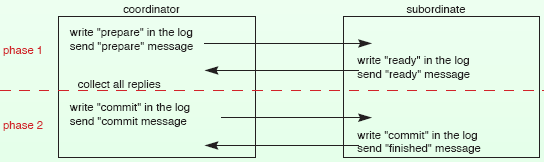 coordinator
subordinate
write "prepare" in the log
send "prepare" message
phase 1
write "ready" in the log
send "ready" message
collect all replies
write "commit" in the log
send "commit message
phase 2
write "commit" in the log
send "finished" message